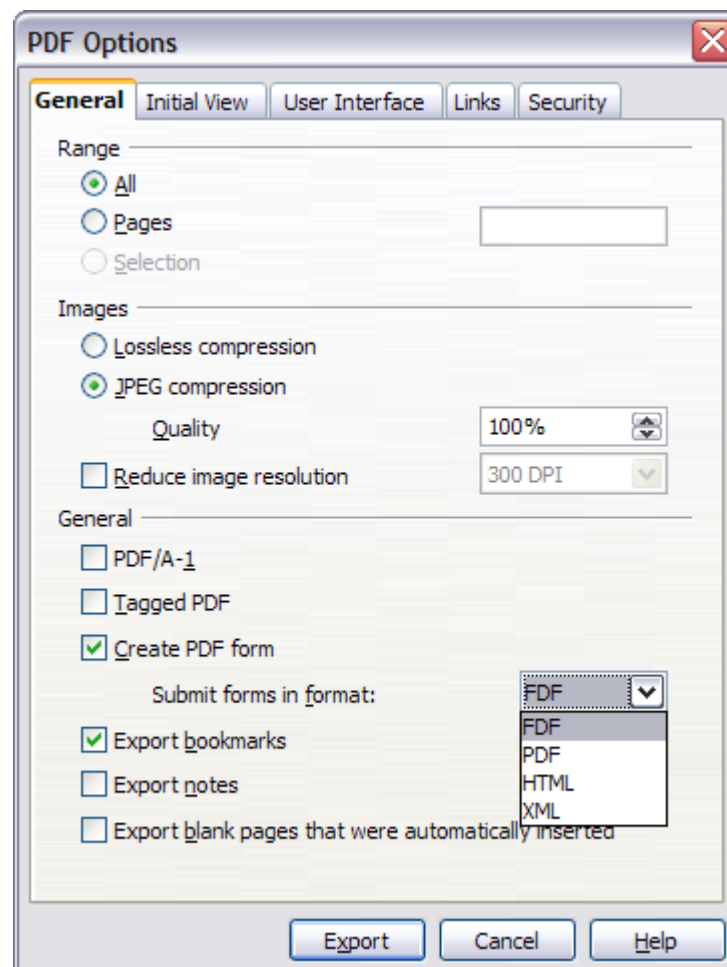 PDF Options
General Initial View User Interface Links Security
Range
All
Pages
Selection
Images
Lossless compression
JPEG compression
Quality 100%
Reduce image resolution 300 DPI
General
PDF/A-1
Tagged PDF
Create PDF form
Submit forms in format: FDF
FDF
Export bookmarks
PDF
HTML
Export notes
XML
Export blank pages that were automatically inserted
Export Cancel Help